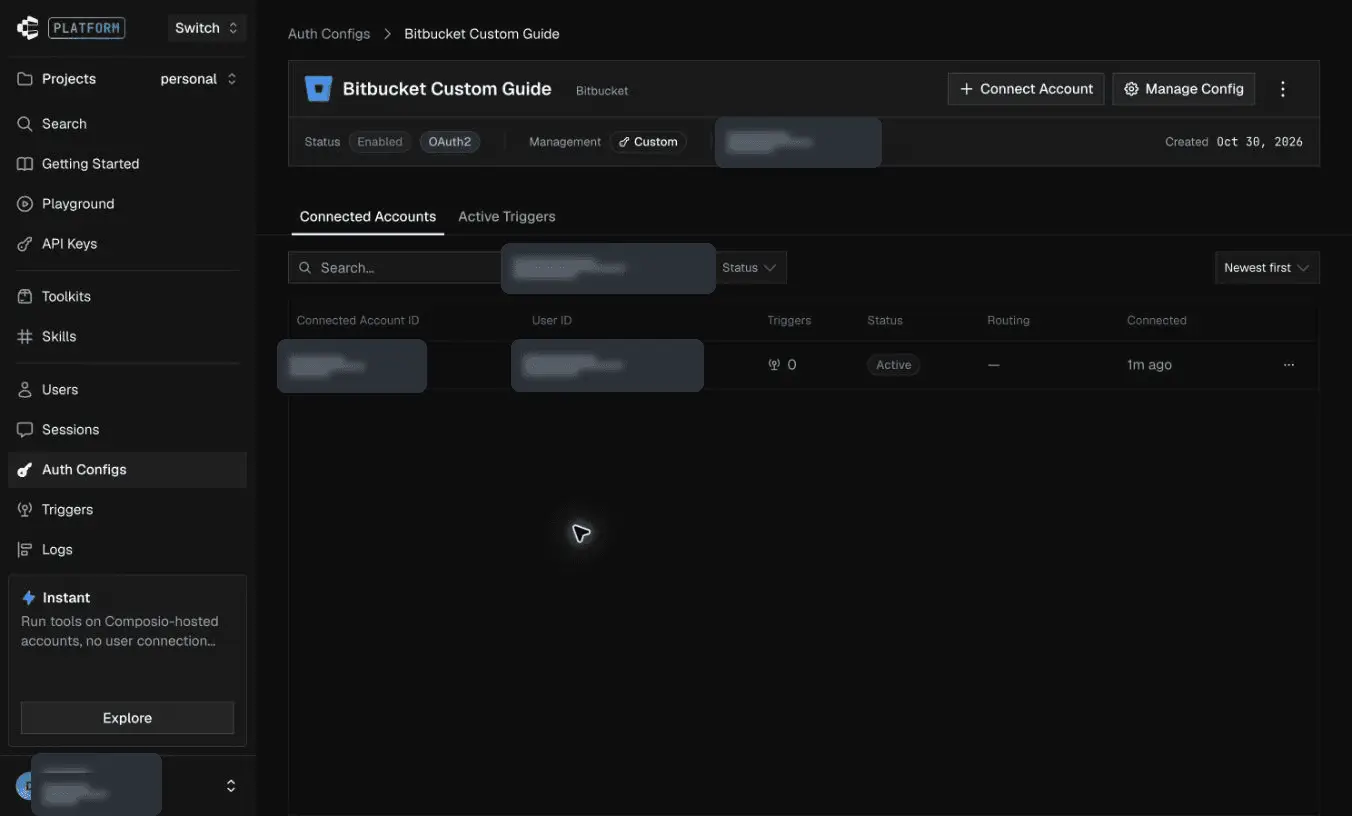 PLATFORM
Switch
Projects
personal
Search
Getting Started
Playground
API Keys
Toolkits
Skills
Users
Sessions
Auth Configs
Triggers
Logs
Instant
Run tools on Composio-hosted
accounts, no user connection...
Explore
Auth Configs > Bitbucket Custom Guide
Bitbucket Custom Guide Bitbucket
+ Connect Account
Manage Config
Status Enabled OAuth2 Management Custom
Created Oct 30, 2026
Connected Accounts Active Triggers
Search...
Status
Newest first
Connected Account ID User ID Triggers Status Routing Connected
0 Active — 1m ago